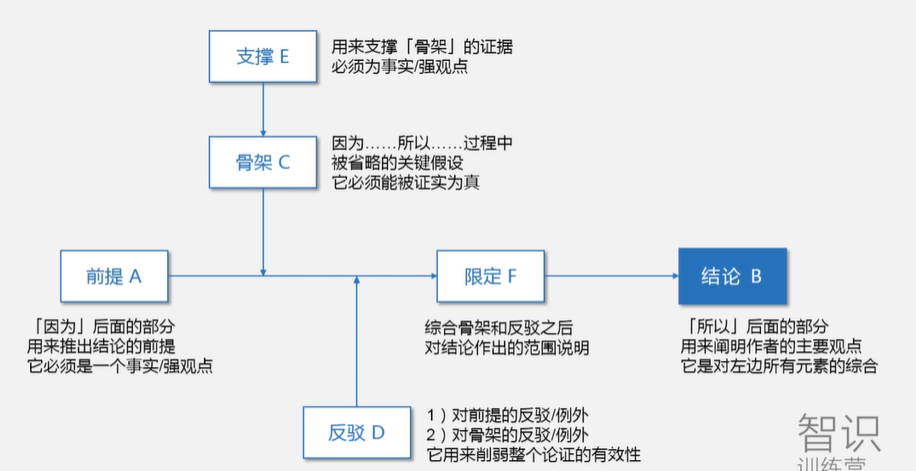 支撑 E
用来支撑「骨架」的证据
必须为事实/强观点
骨架 C
因为……所以……过程中
被省略的关键假设
它必须能被证实为真
前提 A
限定 F
结论 B
「因为」后面的部分
用来推出结论的前提
它必须是一个事实/强观点
综合骨架和反驳之后
对结论作出的范围说明
「所以」后面的部分
用来阐明作者的主要观点
它是对左边所有元素的综合
反驳 D
1）对前提的反驳/例外
2）对骨架的反驳/例外
它用来削弱整个论证的有效性
智识
训练营